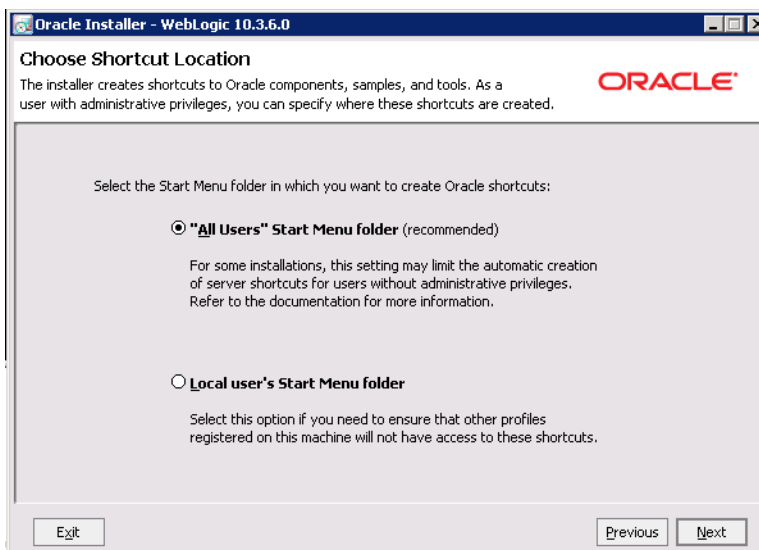 Oracle Installer - WebLogic 10.3.6.0
Choose Shortcut Location
The installer creates shortcuts to Oracle components, samples, and tools. As a
user with administrative privileges, you can specify where these shortcuts are created.
ORACLE
Select the Start Menu folder in which you want to create Oracle shortcuts:
"All Users" Start Menu folder (recommended)
For some installations, this setting may limit the automatic creation
of server shortcuts for users without administrative privileges.
Refer to the documentation for more information.
Local user's Start Menu folder
Select this option if you need to ensure that other profiles
registered on this machine will not have access to these shortcuts.
Exit
Previous
Next